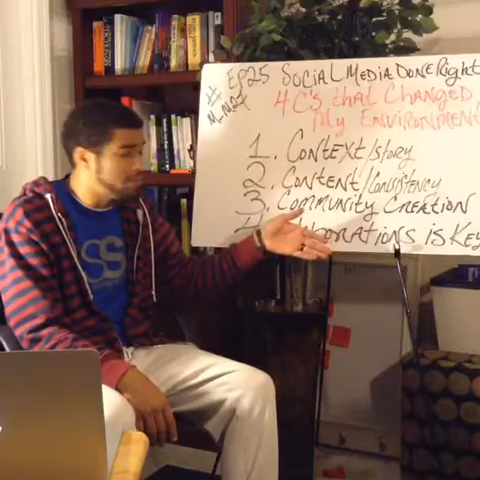 EP25 SOCIAL MEDIA DONE Right
# M.M24
4 C's that Changed
My ENVIRONMENT
1. CONTEXT/story
2. CONTENT/Consistency
3. COMMUNITY CREATION
is Key